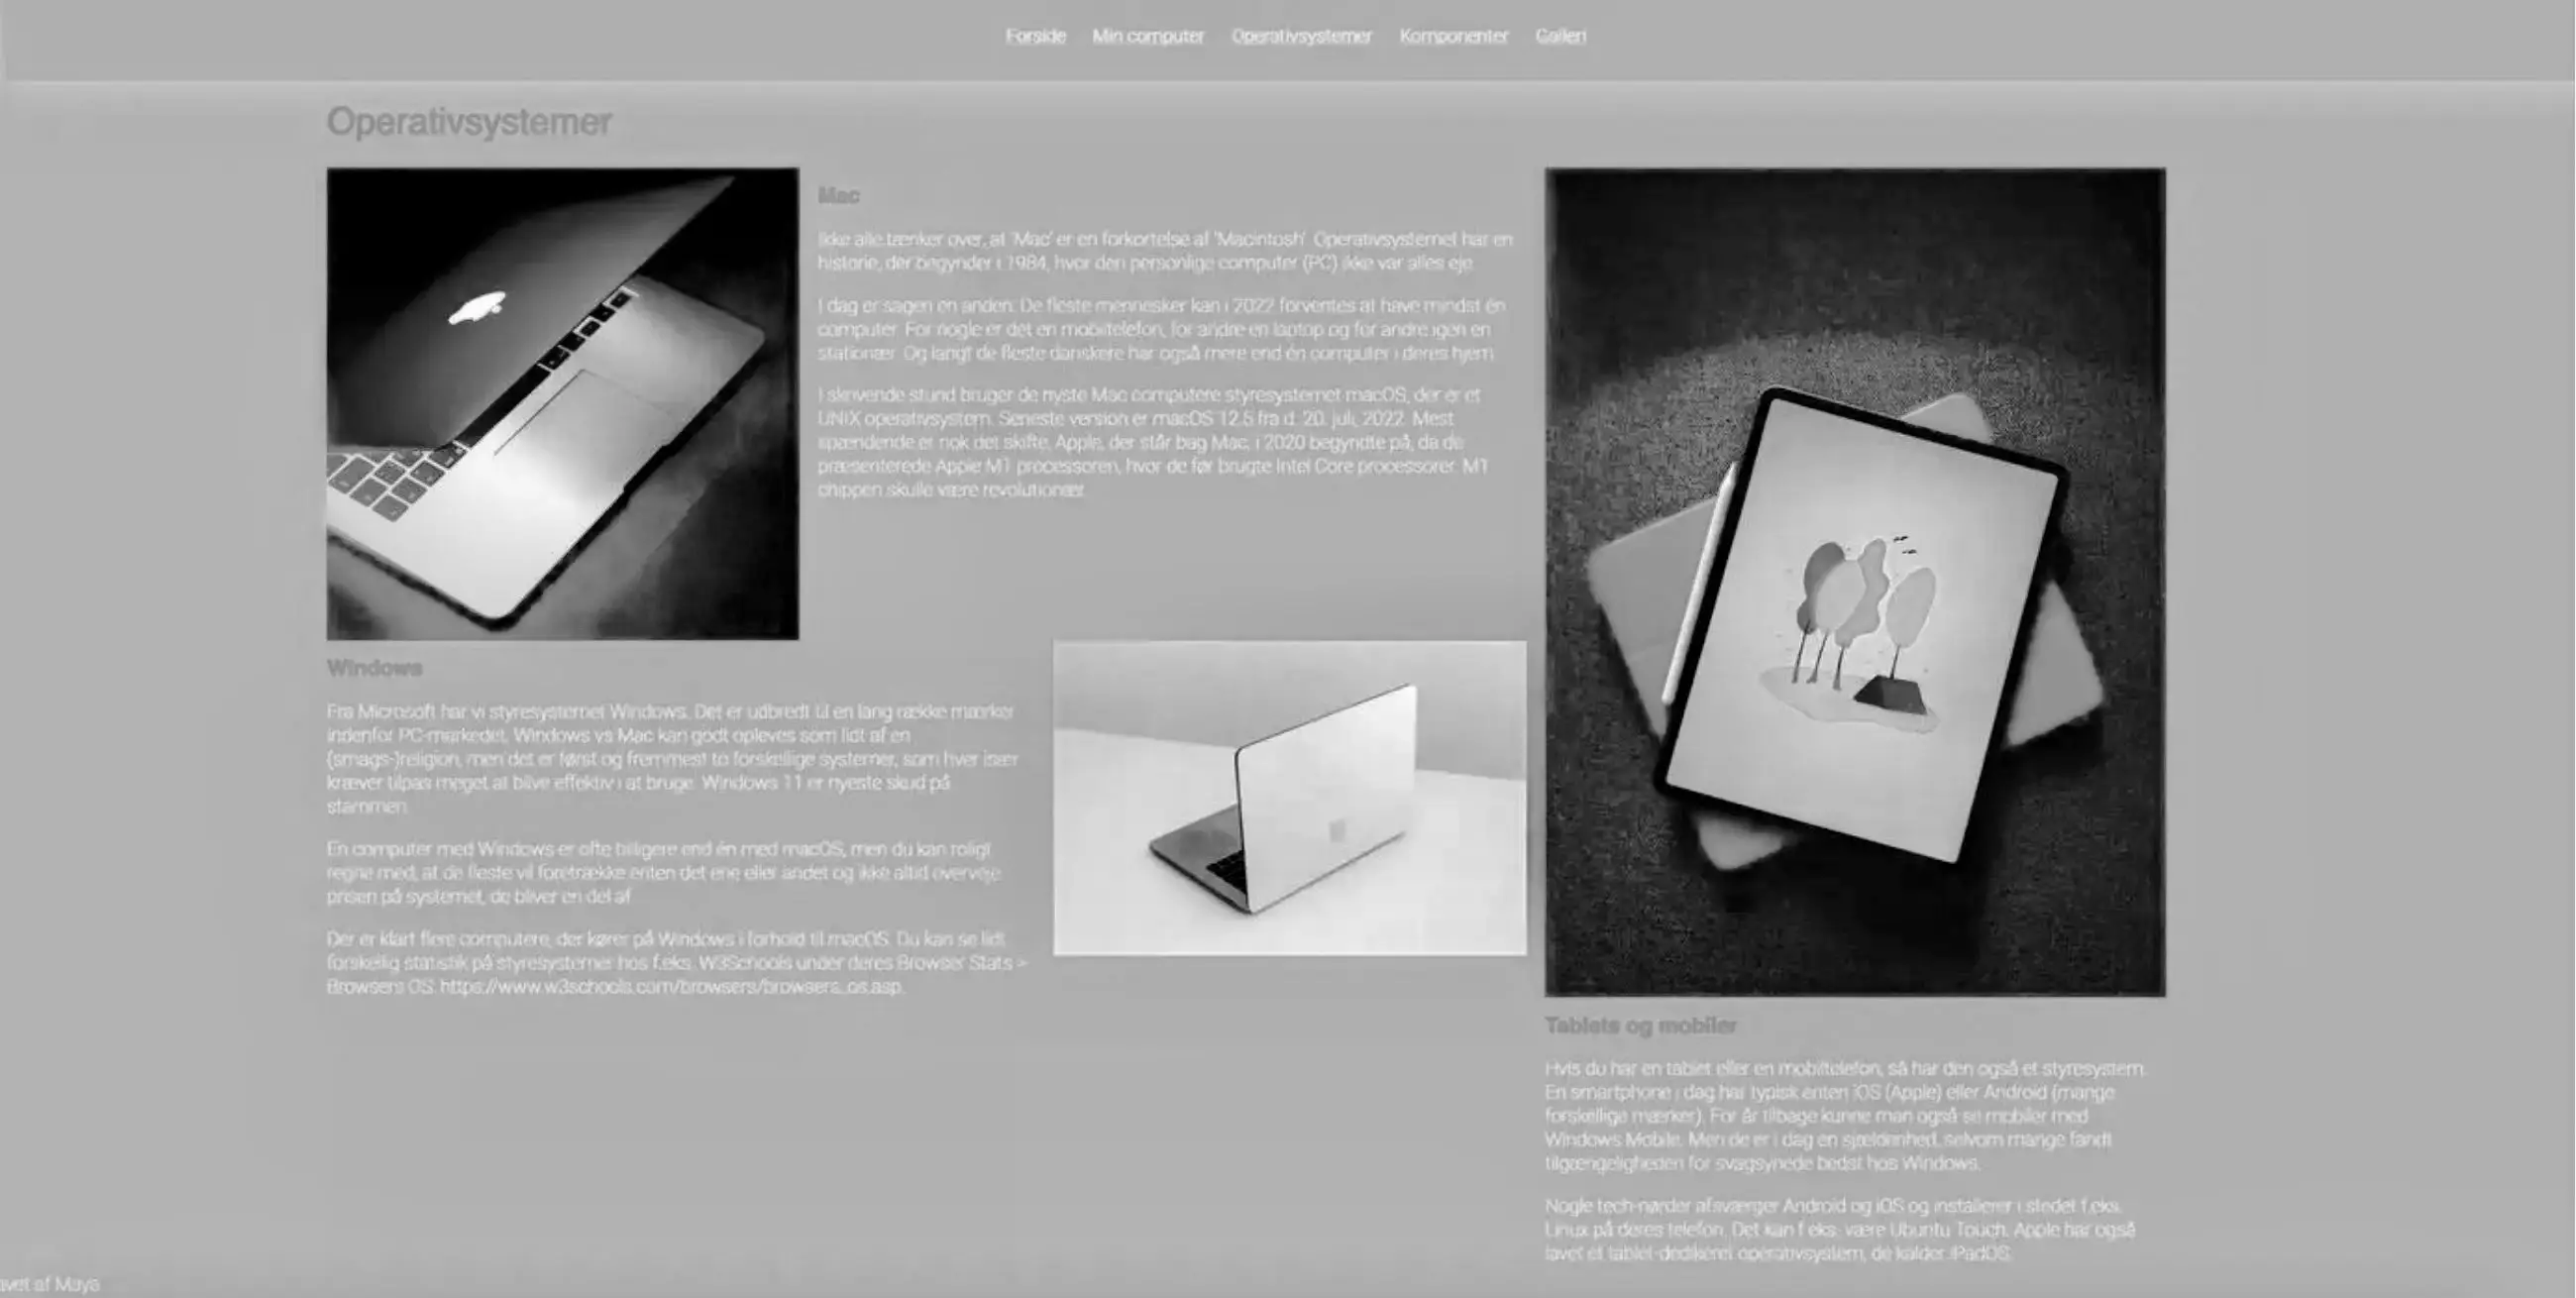 Forside Min computer Operativsystemer Komponenter Galleri
Operativsystemer
Mac
Ikke alle tænker over, at 'Mac' er en forkortelse af 'Macintosh'. Operativsystemet har en
historie, der begynder i 1984, hvor den personlige computer (PC) ikke var alles eje.
I dag er sagen en anden. De fleste mennesker kan i 2022 forventes at have mindst én
computer. For nogle er det en mobiltelefon, for andre en laptop og for andre igen en
stationær. Og langt de fleste danskere har også mere end én computer i deres hjem.
I skrivende stund bruger de nyste Mac computere styresystemet macOS, der er et
UNIX operativsystem. Seneste version er macOS 12.5 fra d. 20. juli, 2022. Mest
spændende er nok det skifte, Apple, der står bag Mac, i 2020 begyndte på, da de
præsenterede Apple M1 processoren, hvor de før brugte Intel Core processorer. M1
chippen skulle være revolutionær.
Windows
Fra Microsoft har vi styresystemet Windows. Det er udbredt til en lang række mærker
indenfor PC-markedet. Windows vs Mac kan godt opleves som lidt af en
(smags-)religion, men det er først og fremmest to forskellige systemer, som hver især
kræver tilpas meget at blive effektiv i at bruge. Windows 11 er nyeste skud på
stammen.
En computer med Windows er ofte billigere end én med macOS, men du kan roligt
regne med, at de fleste vil foretrække enten det ene eller andet og ikke altid overveje
prisen på systemet, de bliver en del af.
Der er klart flere computere, der kører på Windows i forhold til macOS. Du kan se lidt
forskellig statistik på styresystemer hos f.eks. W3Schools under deres Browser Stats >
Browsers OS: https://www.w3schools.com/browsers/browsers_os.asp.
Tablets og mobiler
Hvis du har en tablet eller en mobiltelefon, så har den også et styresystem.
En smartphone i dag har typisk enten iOS (Apple) eller Android (mange
forskellige mærker). For år tilbage kunne man også se mobiler med
Windows Mobile. Men de er i dag en sjældenhed, selvom mange fandt
tilgængeligheden for svagsynede bedst hos Windows.
Nogle tech-nørder afsværger Android og iOS og installerer i stedet f.eks.
Linux på deres telefon. Det kan f.eks. være Ubuntu Touch. Apple har også
lavet et tablet-dedikeret operativsystem, de kalder iPadOS.
avet af Maya